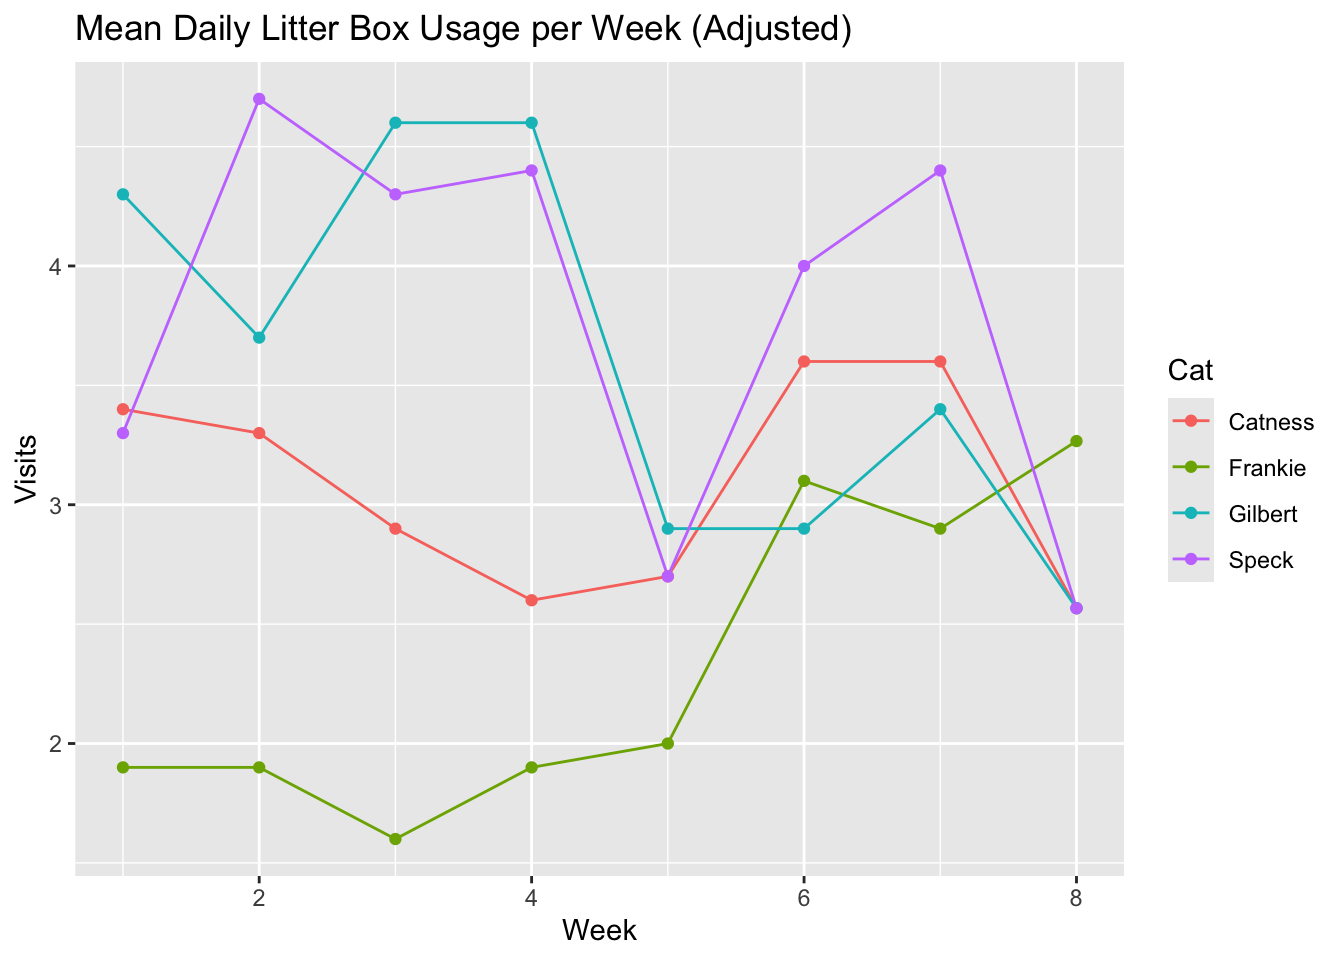 Mean Daily Litter Box Usage per Week (Adjusted)
Visits
4
3
2
2
4
6
8
Week
Cat
Catness
Frankie
Gilbert
Speck